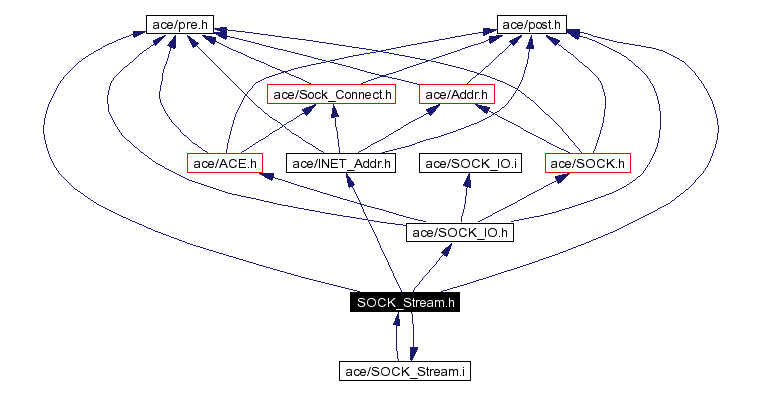 ace/pre.h
ace/post.h
ace/Sock_Connect.h
ace/Addr.h
ace/ACE.h
ace/INET_Addr.h
ace/SOCK_IO.i
ace/SOCK.h
ace/SOCK_IO.h
SOCK_Stream.h
ace/SOCK_Stream.i